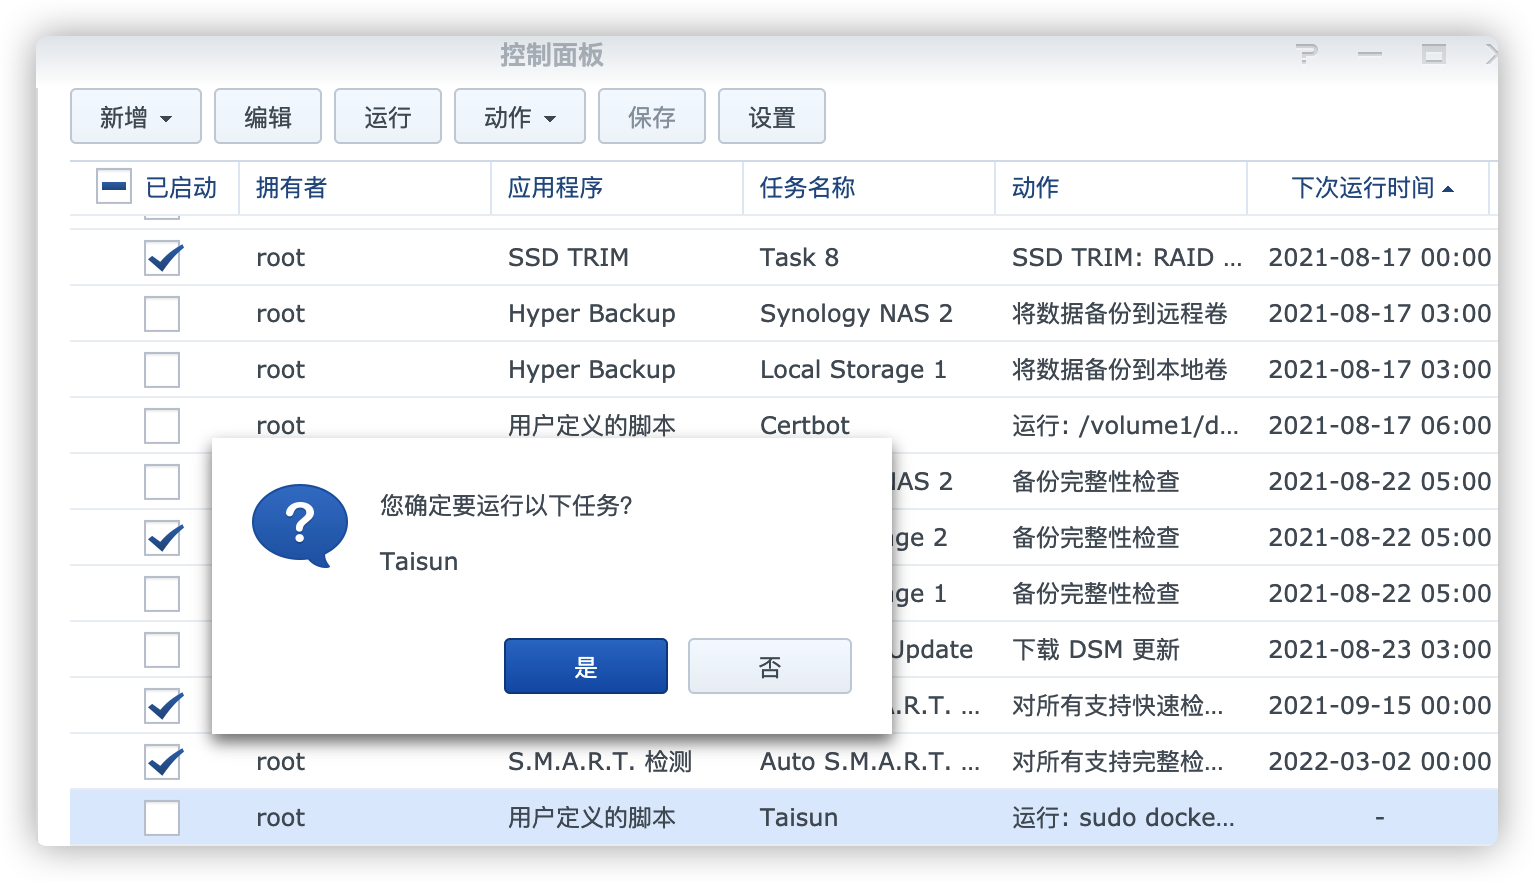 控制面板
新增 编辑 运行 动作 保存 设置
已启动 拥有者 应用程序 任务名称 动作 下次运行时间
root SSD TRIM Task 8 SSD TRIM: RAID ... 2021-08-17 00:00
root Hyper Backup Synology NAS 2 将数据备份到远程卷 2021-08-17 03:00
root Hyper Backup Local Storage 1 将数据备份到本地卷 2021-08-17 03:00
root 用户定义的脚本 Certbot 运行: /volume1/d... 2021-08-17 06:00
NAS 2 备份完整性检查 2021-08-22 05:00
您确定要运行以下任务?
ge 2 备份完整性检查 2021-08-22 05:00
Taisun
ge 1 备份完整性检查 2021-08-22 05:00
Update 下载 DSM 更新 2021-08-23 03:00
是 否
A.R.T. ... 对所有支持快速检... 2021-09-15 00:00
root S.M.A.R.T. 检测 Auto S.M.A.R.T. ... 对所有支持完整检... 2022-03-02 00:00
root 用户定义的脚本 Taisun 运行: sudo docke... -